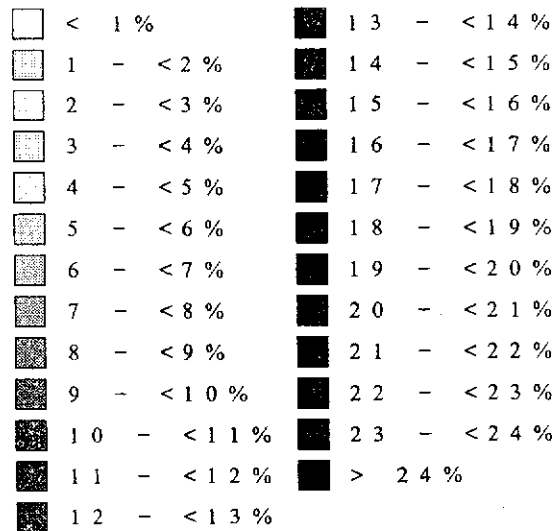 < 1%
1 - <2%
2 - <3%
3 - <4%
4 - <5%
5 - <6%
6 - <7%
7 - <8%
8 - <9%
9 - <10%
10 - <11%
11 - <12%
12 - <13%
13 - <14%
14 - <15%
15 - <16%
16 - <17%
17 - <18%
18 - <19%
19 - <20%
20 - <21%
21 - <22%
22 - <23%
23 - <24%
> 24%